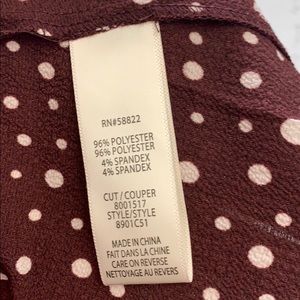 RN#58822
96% POLYESTER
96% POLYESTER
4% SPANDEX
4% SPANDEX
CUT / COUPER
8001517
STYLE/STYLE
8901C51
MADE IN CHINA
FAIT DANS LA CHINE
CARE ON REVERSE
NETTOYAGE AU REVERS